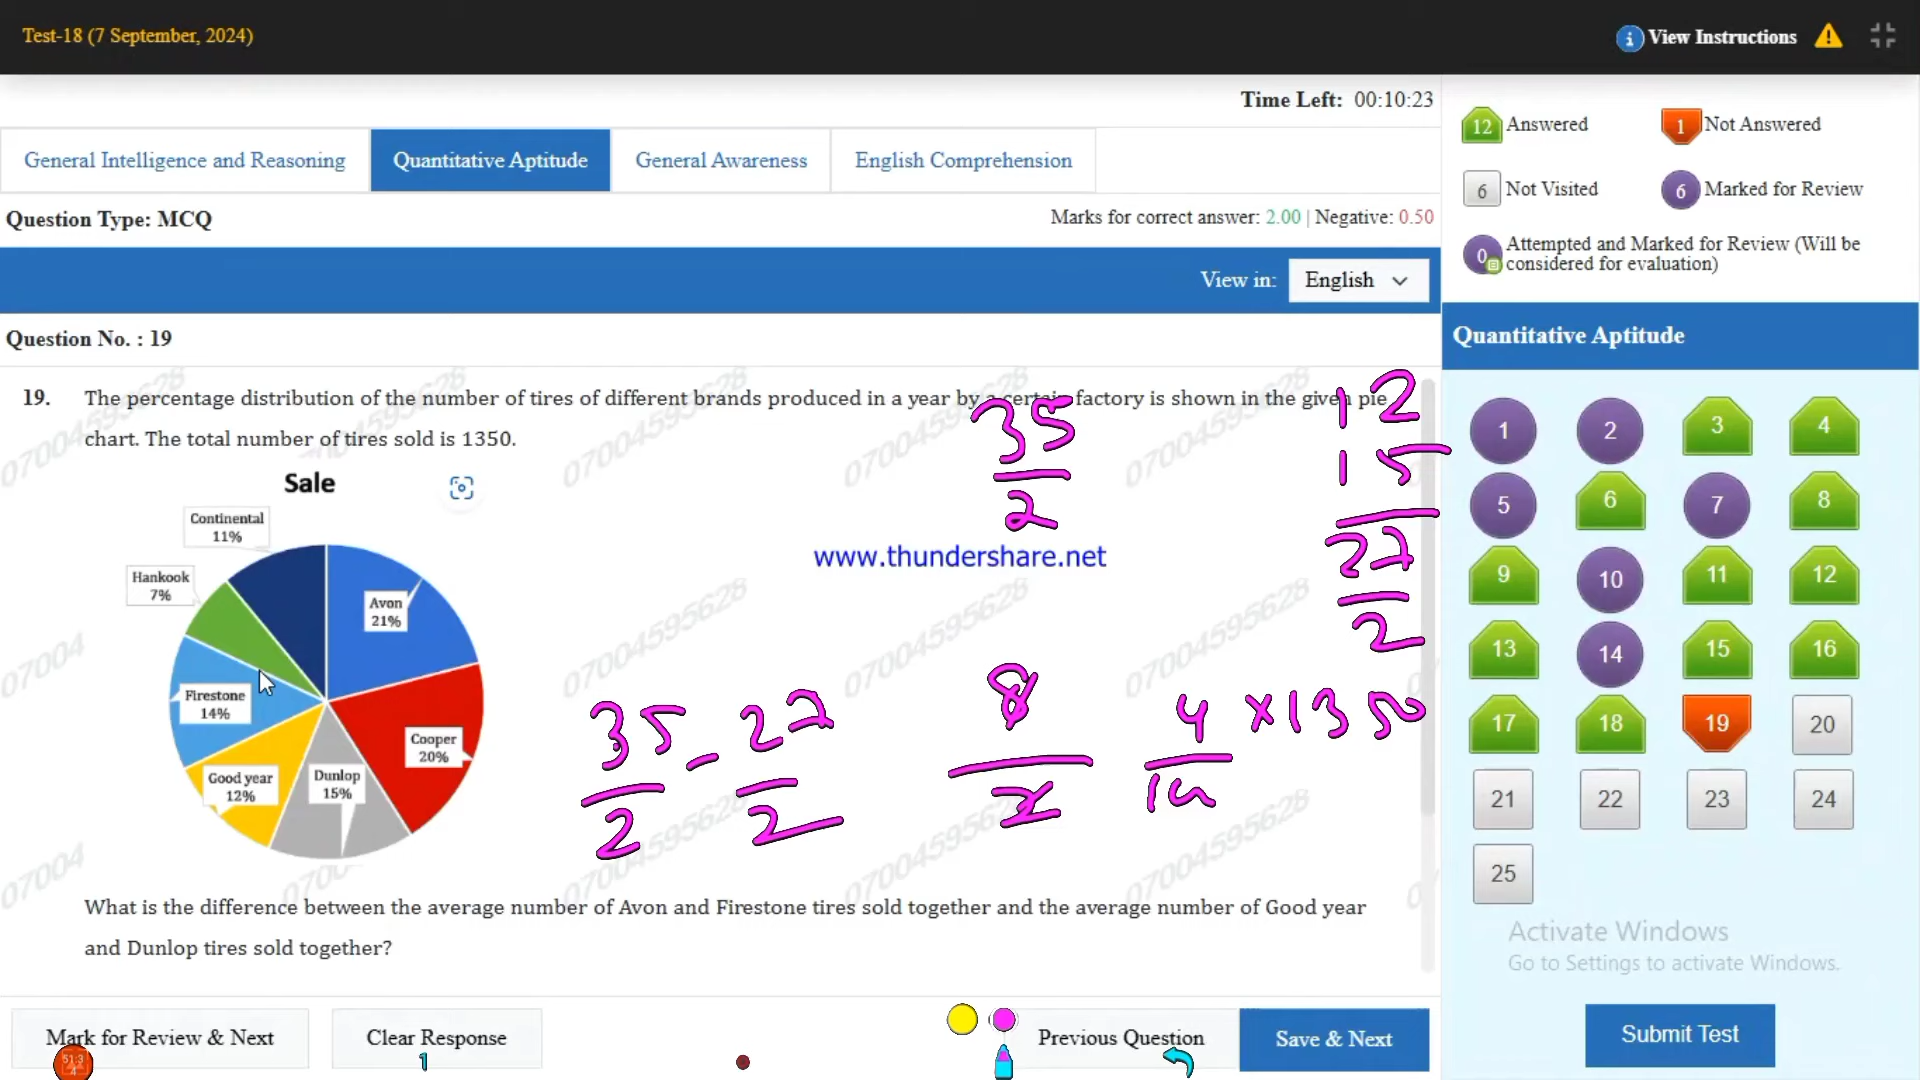 Test-18 (7 September, 2024)
View Instructions
Time Left: 00:10:23
General Intelligence and Reasoning
Quantitative Aptitude
General Awareness
English Comprehension
Question Type: MCQ
Marks for correct answer: 2.00 | Negative: 0.50
View in: English
Question No. : 19
19. The percentage distribution of the number of tires of different brands produced in a year by a certain factory is shown in the given pie
chart. The total number of tires sold is 1350.
Sale
Continental
11%
Hankook
7%
Avon
21%
Firestone
14%
Cooper
20%
Good year
12%
Dunlop
15%
www.thundershare.net
35
2
12
15
27
2
35
2
-
27
2
8
2
4
×1350
What is the difference between the average number of Avon and Firestone tires sold together and the average number of Good year
and Dunlop tires sold together?
07004595628
Mark for Review & Next
Clear Response
1
Previous Question
Save & Next
12 Answered
1 Not Answered
6 Not Visited
6 Marked for Review
0 Attempted and Marked for Review (Will be
considered for evaluation)
Quantitative Aptitude
1 2 3 4
5 6 7 8
9 10 11 12
13 14 15 16
17 18 19 20
21 22 23 24
25
Activate Windows
Go to Settings to activate Windows.
Submit Test